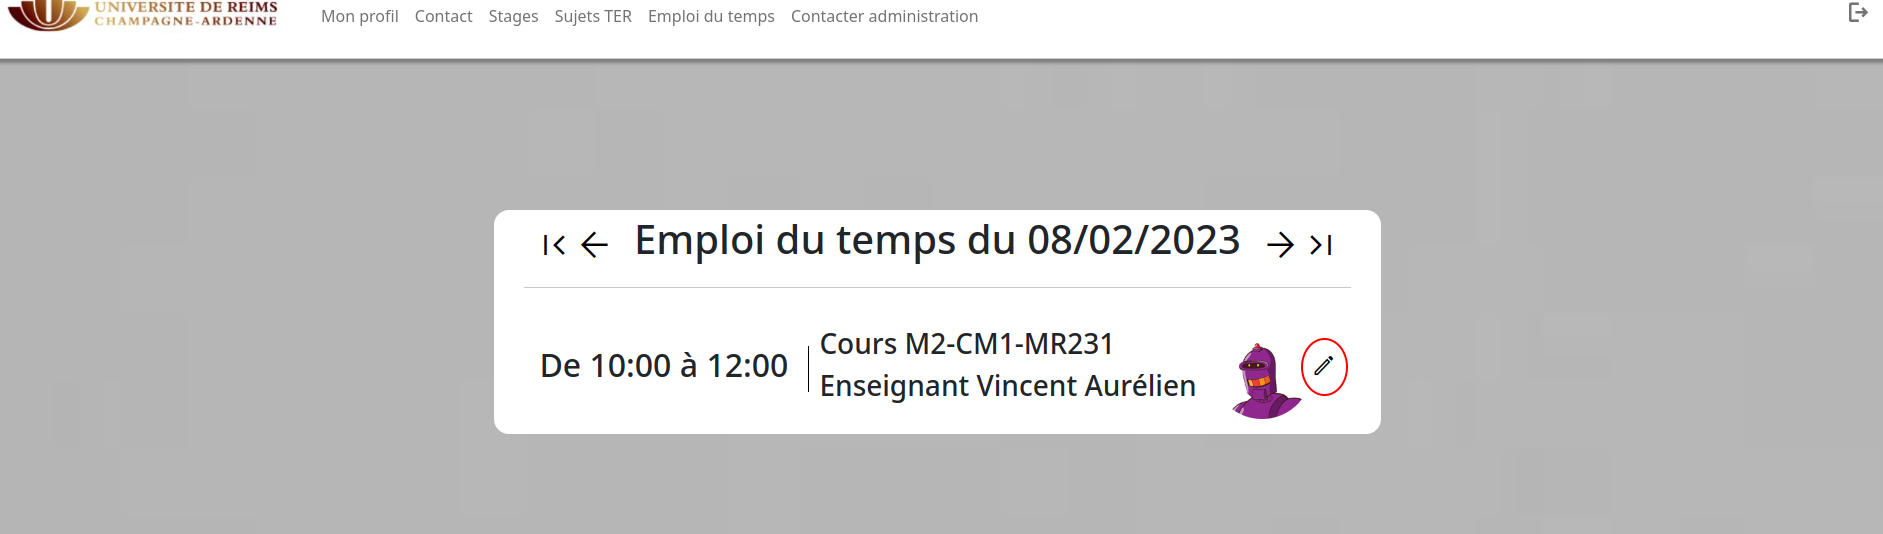 UNIVERSITE DE REIMS
CHAMPAGNE-ARDENNE
Mon profil Contact Stages Sujets TER Emploi du temps Contacter administration
Emploi du temps du 08/02/2023
De 10:00 à 12:00
Cours M2-CM1-MR231
Enseignant Vincent Aurélien